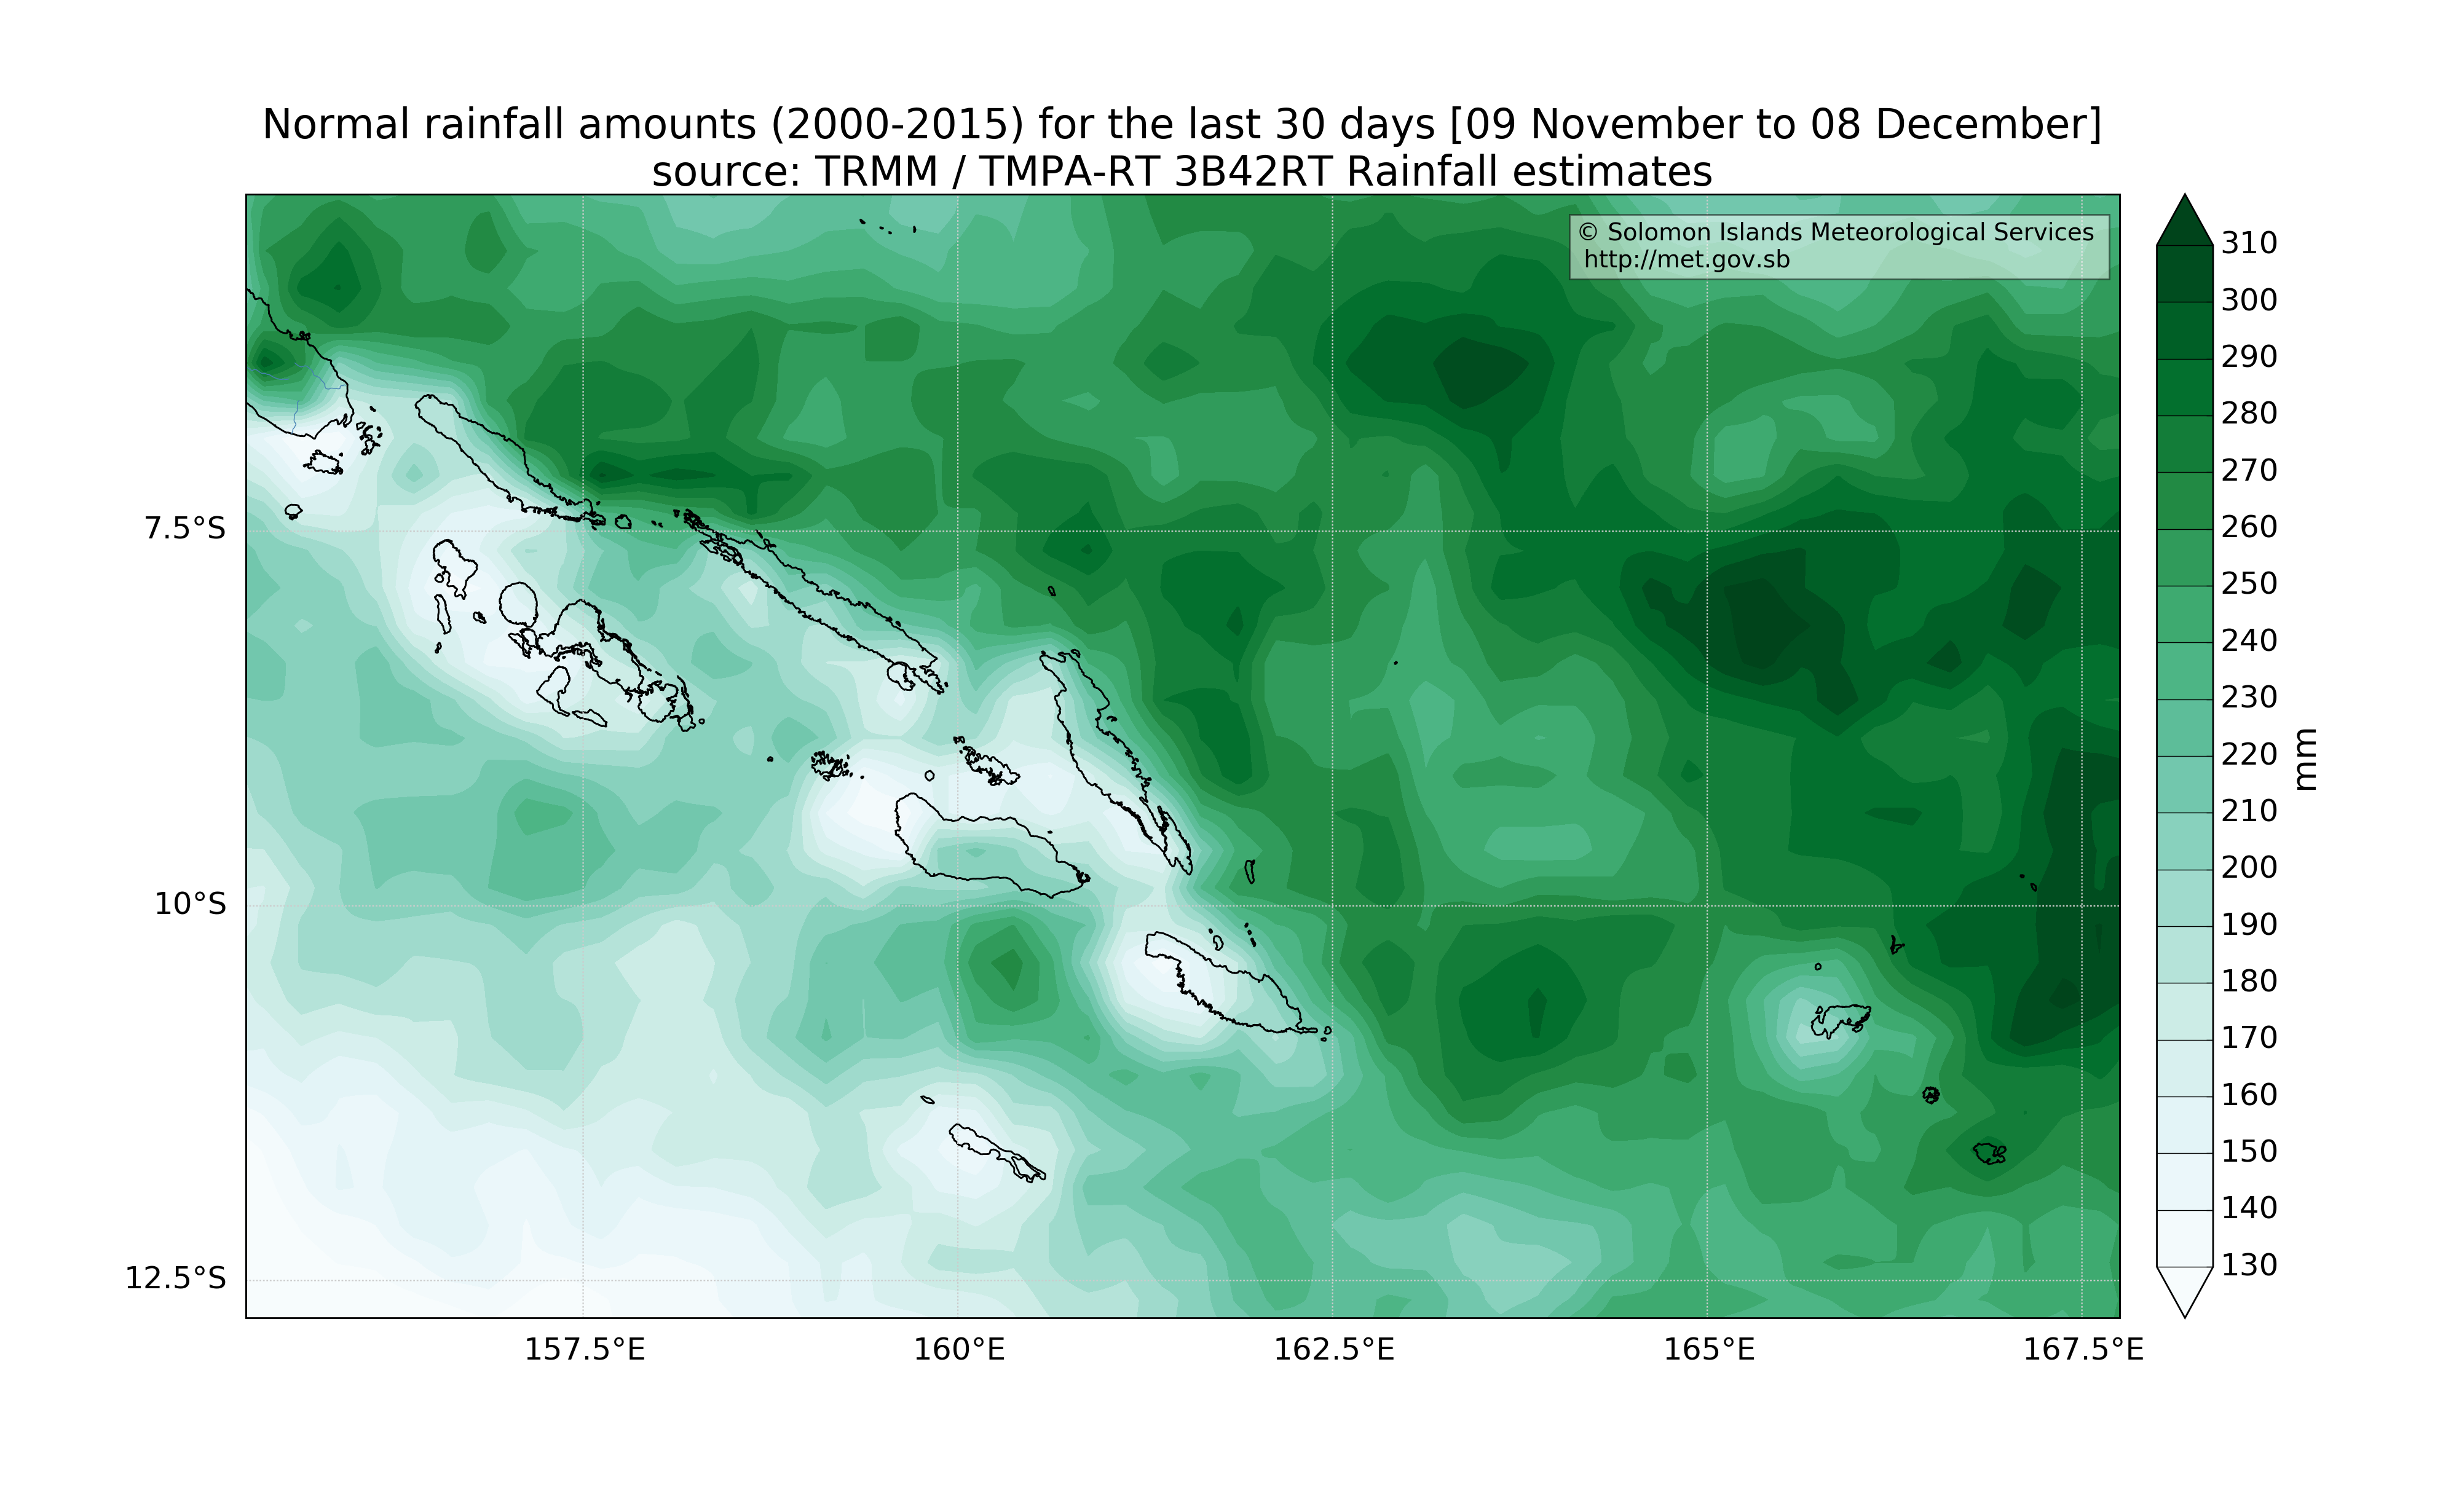 Normal rainfall amounts (2000-2015) for the last 30 days [09 November to 08 December]
source: TRMM / TMPA-RT 3B42RT Rainfall estimates
© Solomon Islands Meteorological Services
http://met.gov.sb
7.5°S
10°S
12.5°S
157.5°E
160°E
162.5°E
165°E
167.5°E
310
300
290
280
270
260
250
240
230
220
210
200
190
180
170
160
150
140
130
mm